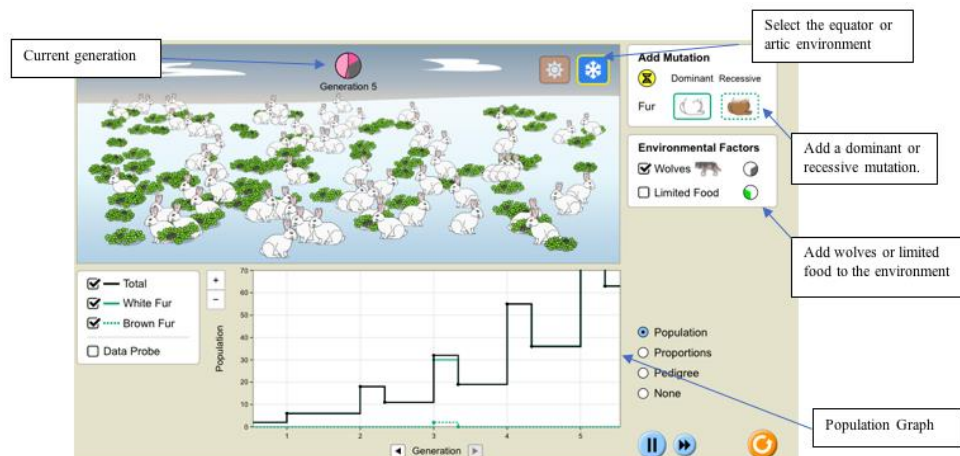 Current generation
Select the equator or
artic environment
Generation 5
Add Mutation
Dominant Recessive
Fur
Add a dominant or
recessive mutation.
Environmental Factors
Wolves
Limited Food
Add wolves or limited
food to the environment
Total
White Fur
Brown Fur
Data Probe
+
−
Population
70
60
50
40
30
20
10
0
1 2 3 4 5
Generation
Population
Proportions
Pedigree
None
Population Graph